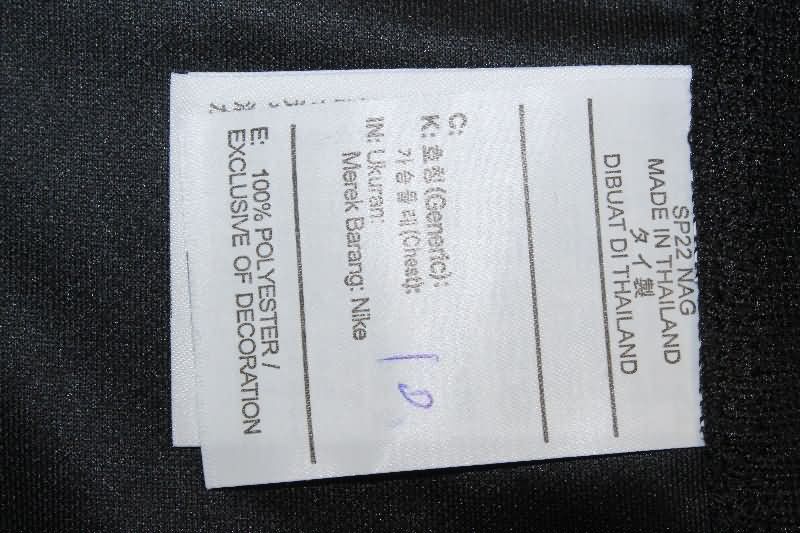 SP22 NAG
MADE IN THAILAND
タイ製
DIBUAT DI THAILAND
C:
K: 호칭(Generic):
가슴둘레(Chest):
IN: Ukuran:
Merek Barang: Nike
E: 100% POLYESTER /
EXCLUSIVE OF DECORATION